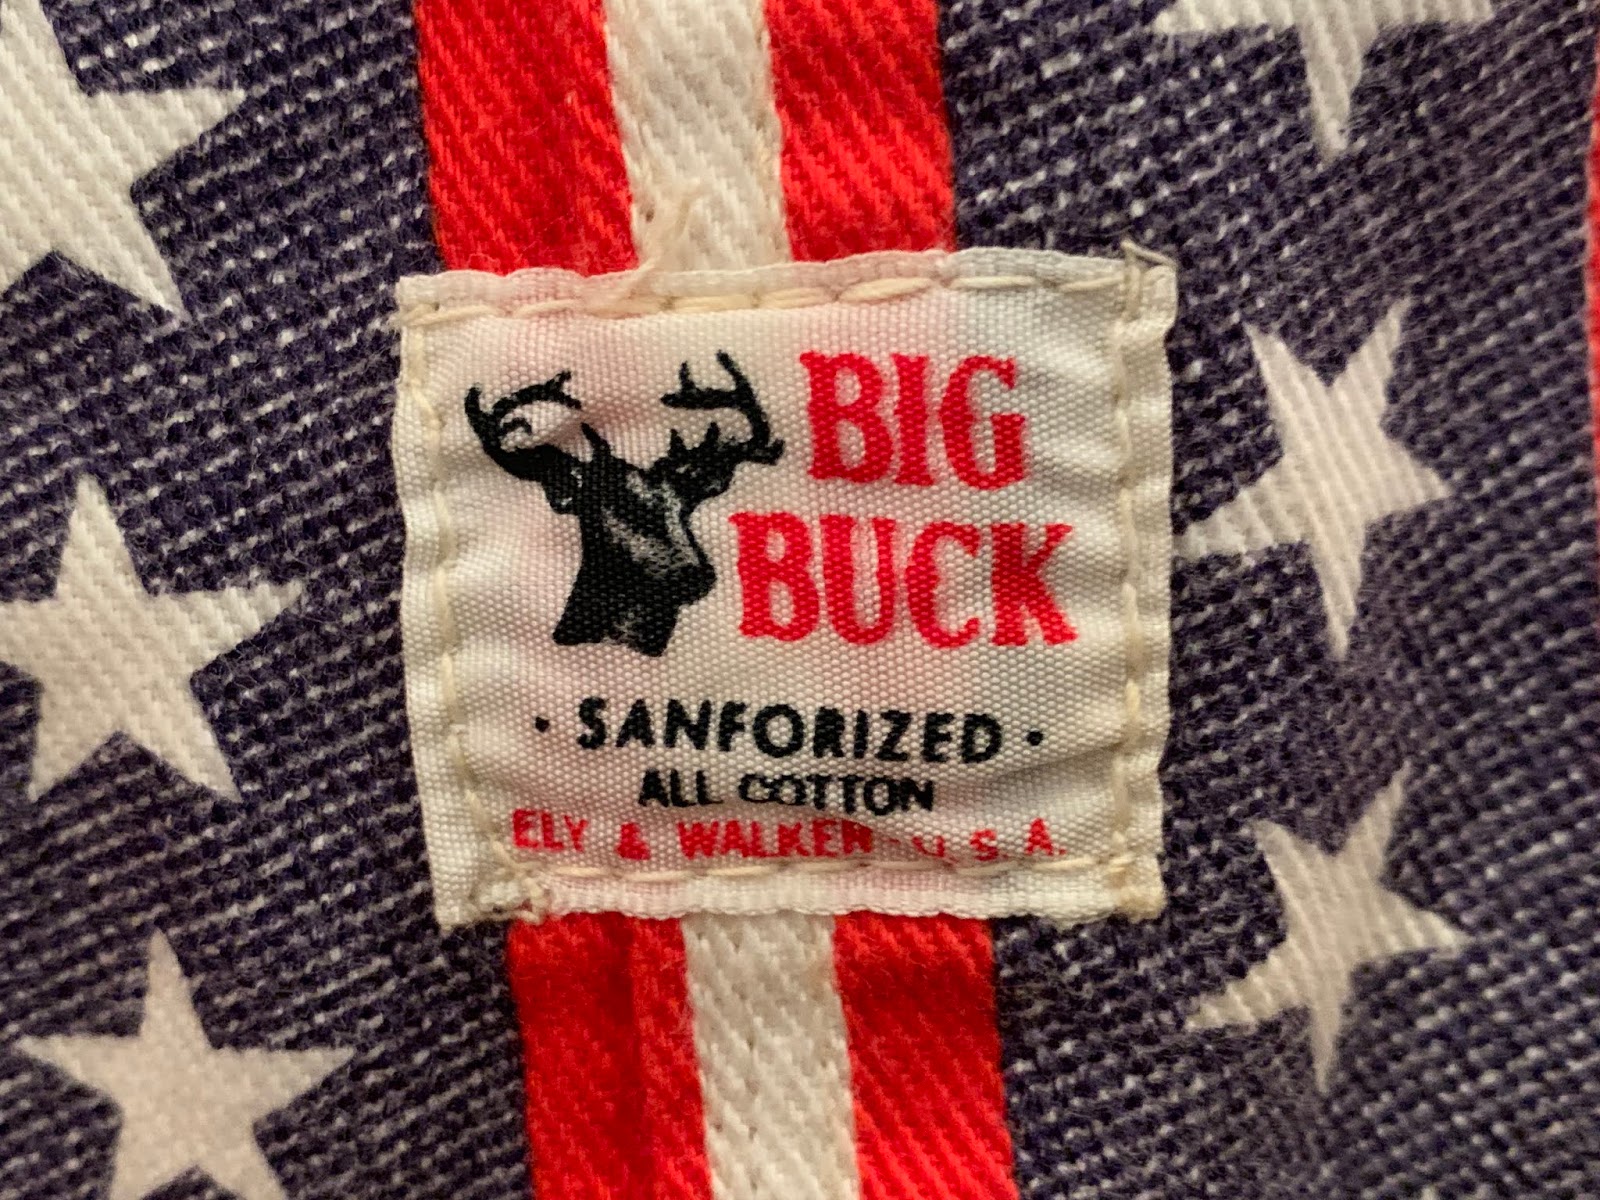 BIG
BUCK
• SANFORIZED •
ALL COTTON
ELY & WALKER - U.S.A.